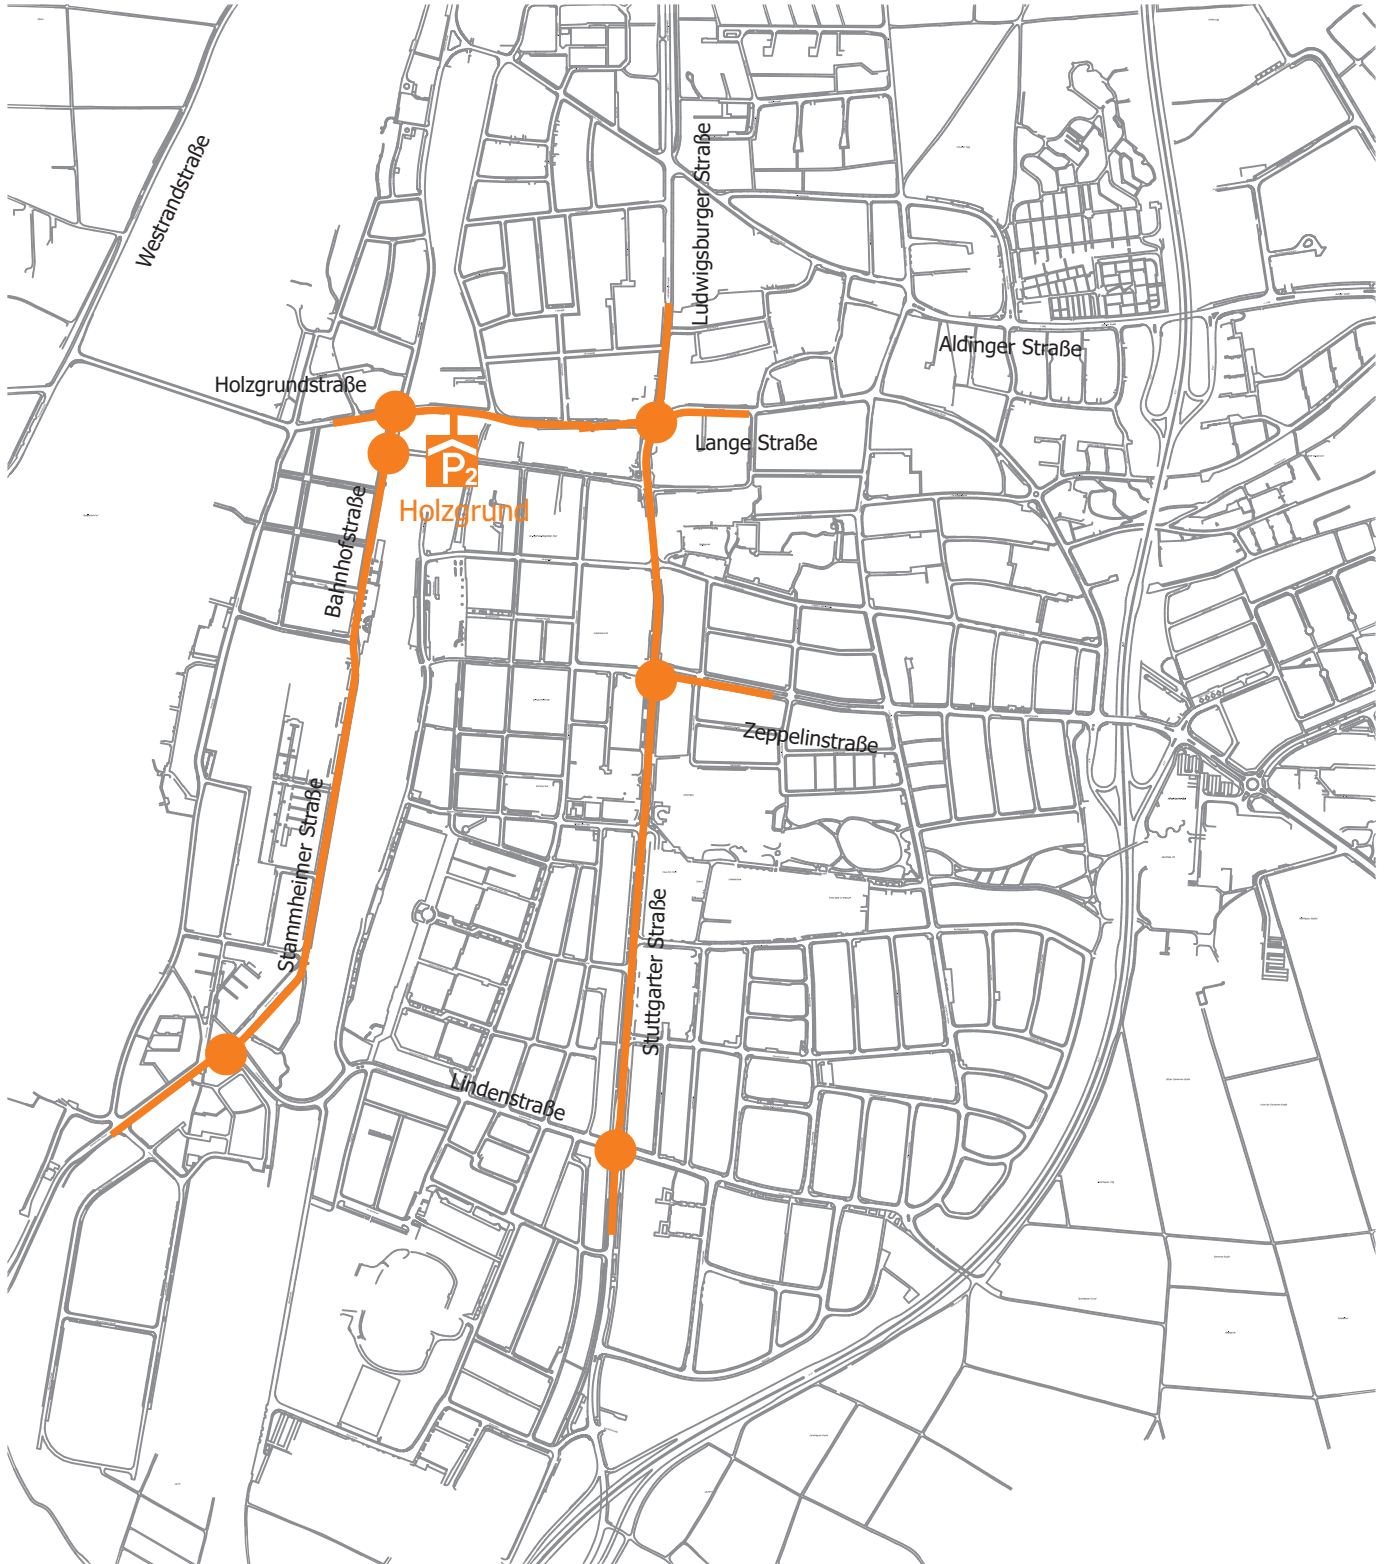 Westrandstraße
Ludwigsburger Straße
Aldinger Straße
Holzgrundstraße
Lange Straße
P2
Holzgrund
Bahnhofstraße
Zeppelinstraße
Stammheimer Straße
Stuttgarter Straße
Lindenstraße